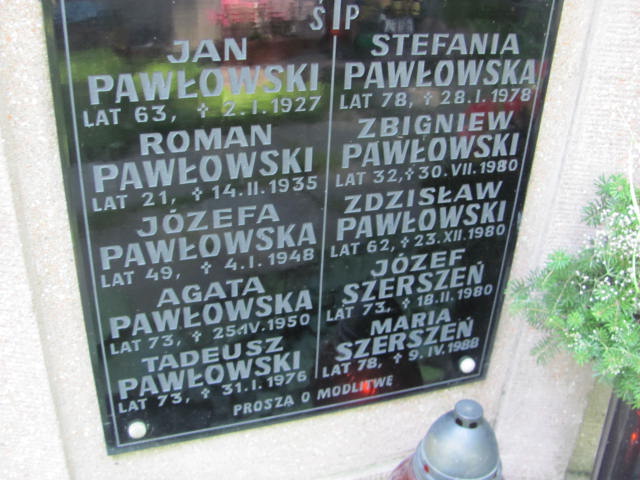 ŚP
JAN
PAWŁOWSKI
LAT 63, ✝ 2.I.1927
ROMAN
PAWŁOWSKI
LAT 21, ✝ 14.II.1935
JÓZEFA
PAWŁOWSKA
LAT 49, ✝ 4.I.1948
AGATA
PAWŁOWSKA
LAT 73, ✝ 25.IV.1950
TADEUSZ
PAWŁOWSKI
LAT 73, ✝ 31.I.1976
STEFANIA
PAWŁOWSKA
LAT 78, ✝ 28.I.1978
ZBIGNIEW
PAWŁOWSKI
LAT 32, ✝ 30.VII.1980
ZDZISŁAW
PAWŁOWSKI
LAT 62, ✝ 23.XII.1980
JÓZEF
SZERSZEŃ
LAT 73, ✝ 18.II.1980
MARIA
SZERSZEŃ
LAT 78, ✝ 9.IV.1988
PROSZĄ O MODLITWĘ